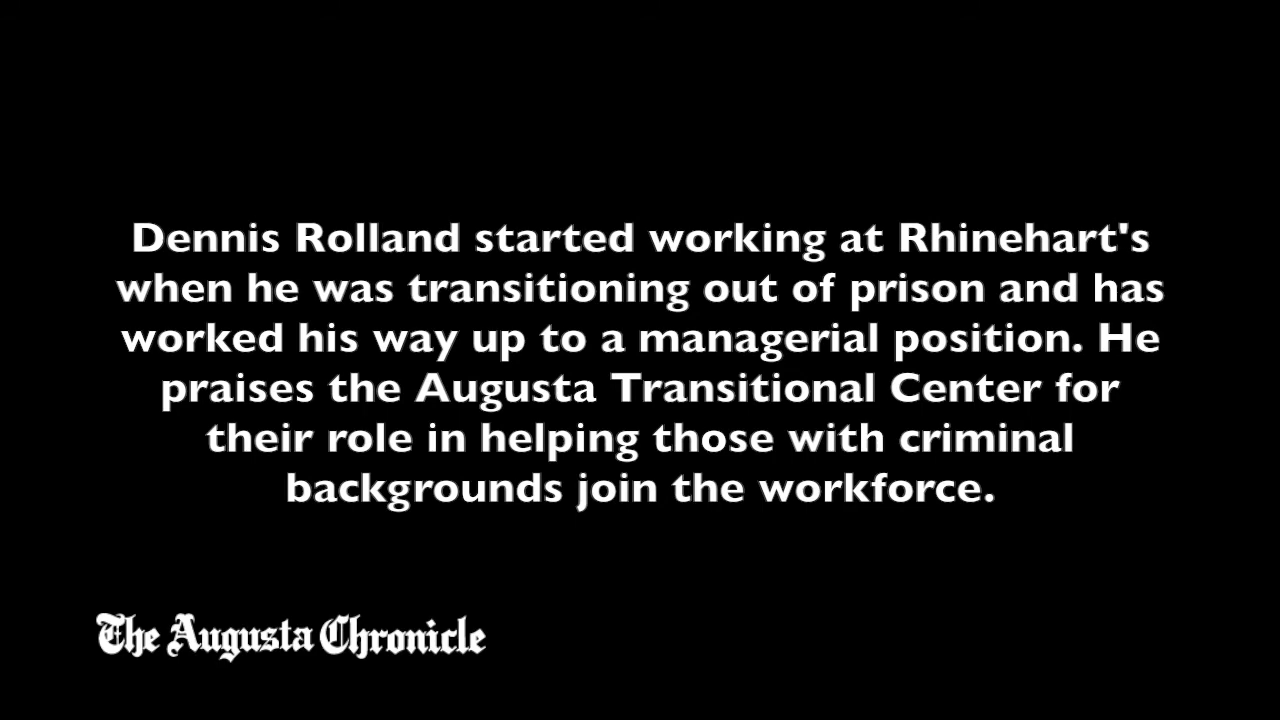 Dennis Rolland started working at Rhinehart's
when he was transitioning out of prison and has
worked his way up to a managerial position. He
praises the Augusta Transitional Center for
their role in helping those with criminal
backgrounds join the workforce.
The Augusta Chronicle